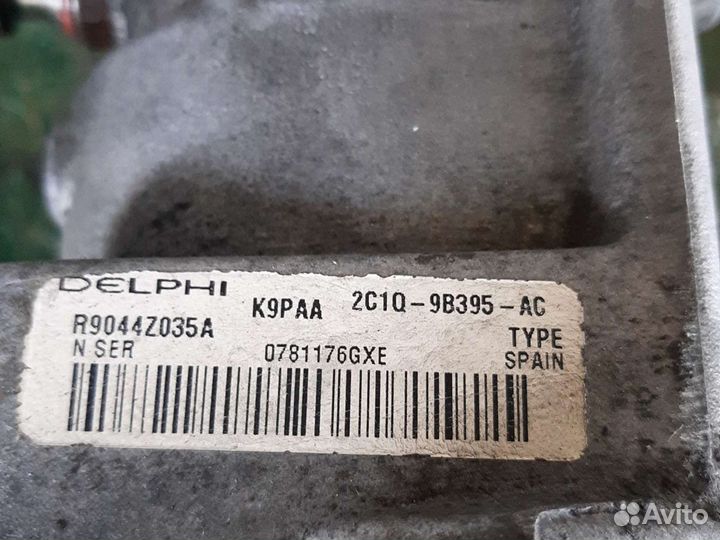 DELPHI K9PAA 2C1Q-9B395-AC
R9044Z035A TYPE
N SER 0781176GXE SPAIN
Avito